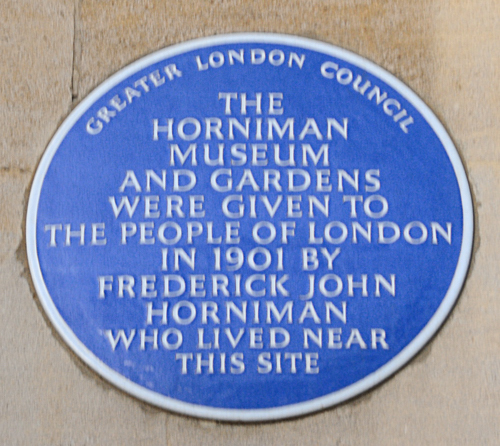 GREATER LONDON COUNCIL
THE
HORNIMAN
MUSEUM
AND GARDENS
WERE GIVEN TO
THE PEOPLE OF LONDON
IN 1901 BY
FREDERICK JOHN
HORNIMAN
WHO LIVED NEAR
THIS SITE